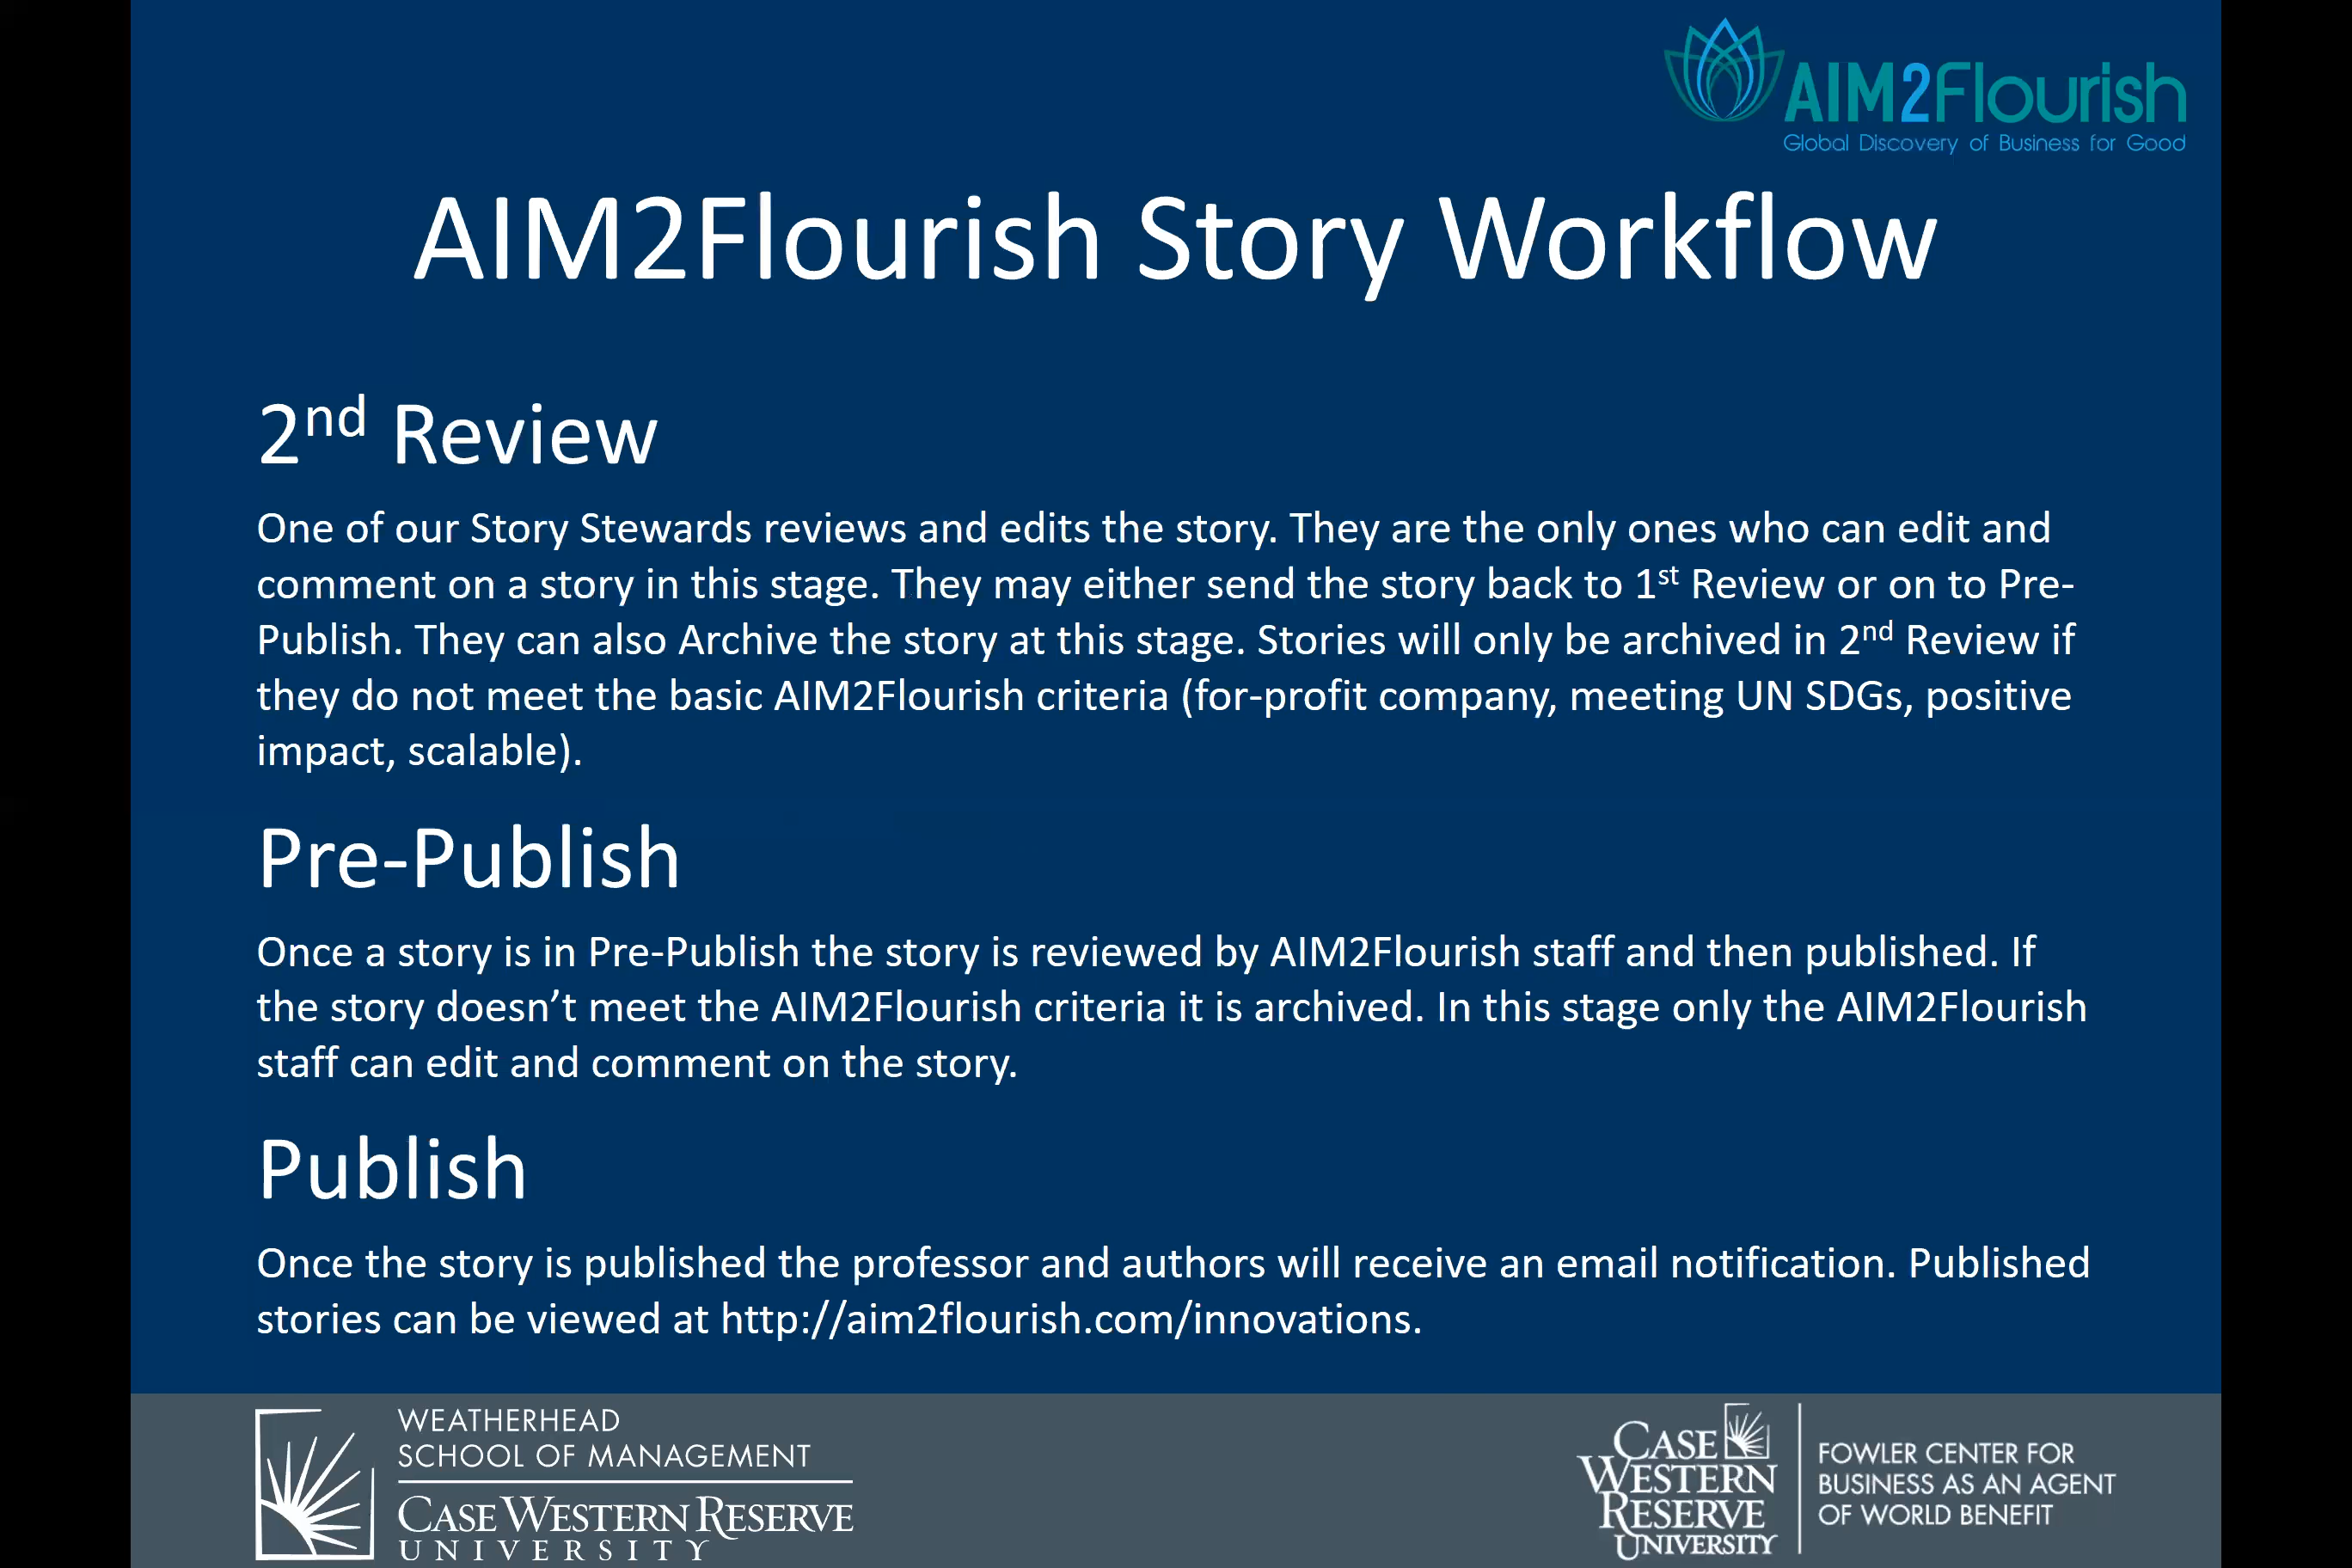 AIM2Flourish
Global Discovery of Business for Good
AIM2Flourish Story Workflow
2nd Review
One of our Story Stewards reviews and edits the story. They are the only ones who can edit and
comment on a story in this stage. They may either send the story back to 1st Review or on to Pre-
Publish. They can also Archive the story at this stage. Stories will only be archived in 2nd Review if
they do not meet the basic AIM2Flourish criteria (for-profit company, meeting UN SDGs, positive
impact, scalable).
Pre-Publish
Once a story is in Pre-Publish the story is reviewed by AIM2Flourish staff and then published. If
the story doesn’t meet the AIM2Flourish criteria it is archived. In this stage only the AIM2Flourish
staff can edit and comment on the story.
Publish
Once the story is published the professor and authors will receive an email notification. Published
stories can be viewed at http://aim2flourish.com/innovations.
WEATHERHEAD
SCHOOL OF MANAGEMENT
CASE WESTERN RESERVE
UNIVERSITY
CASE
WESTERN
RESERVE
UNIVERSITY
FOWLER CENTER FOR
BUSINESS AS AN AGENT
OF WORLD BENEFIT